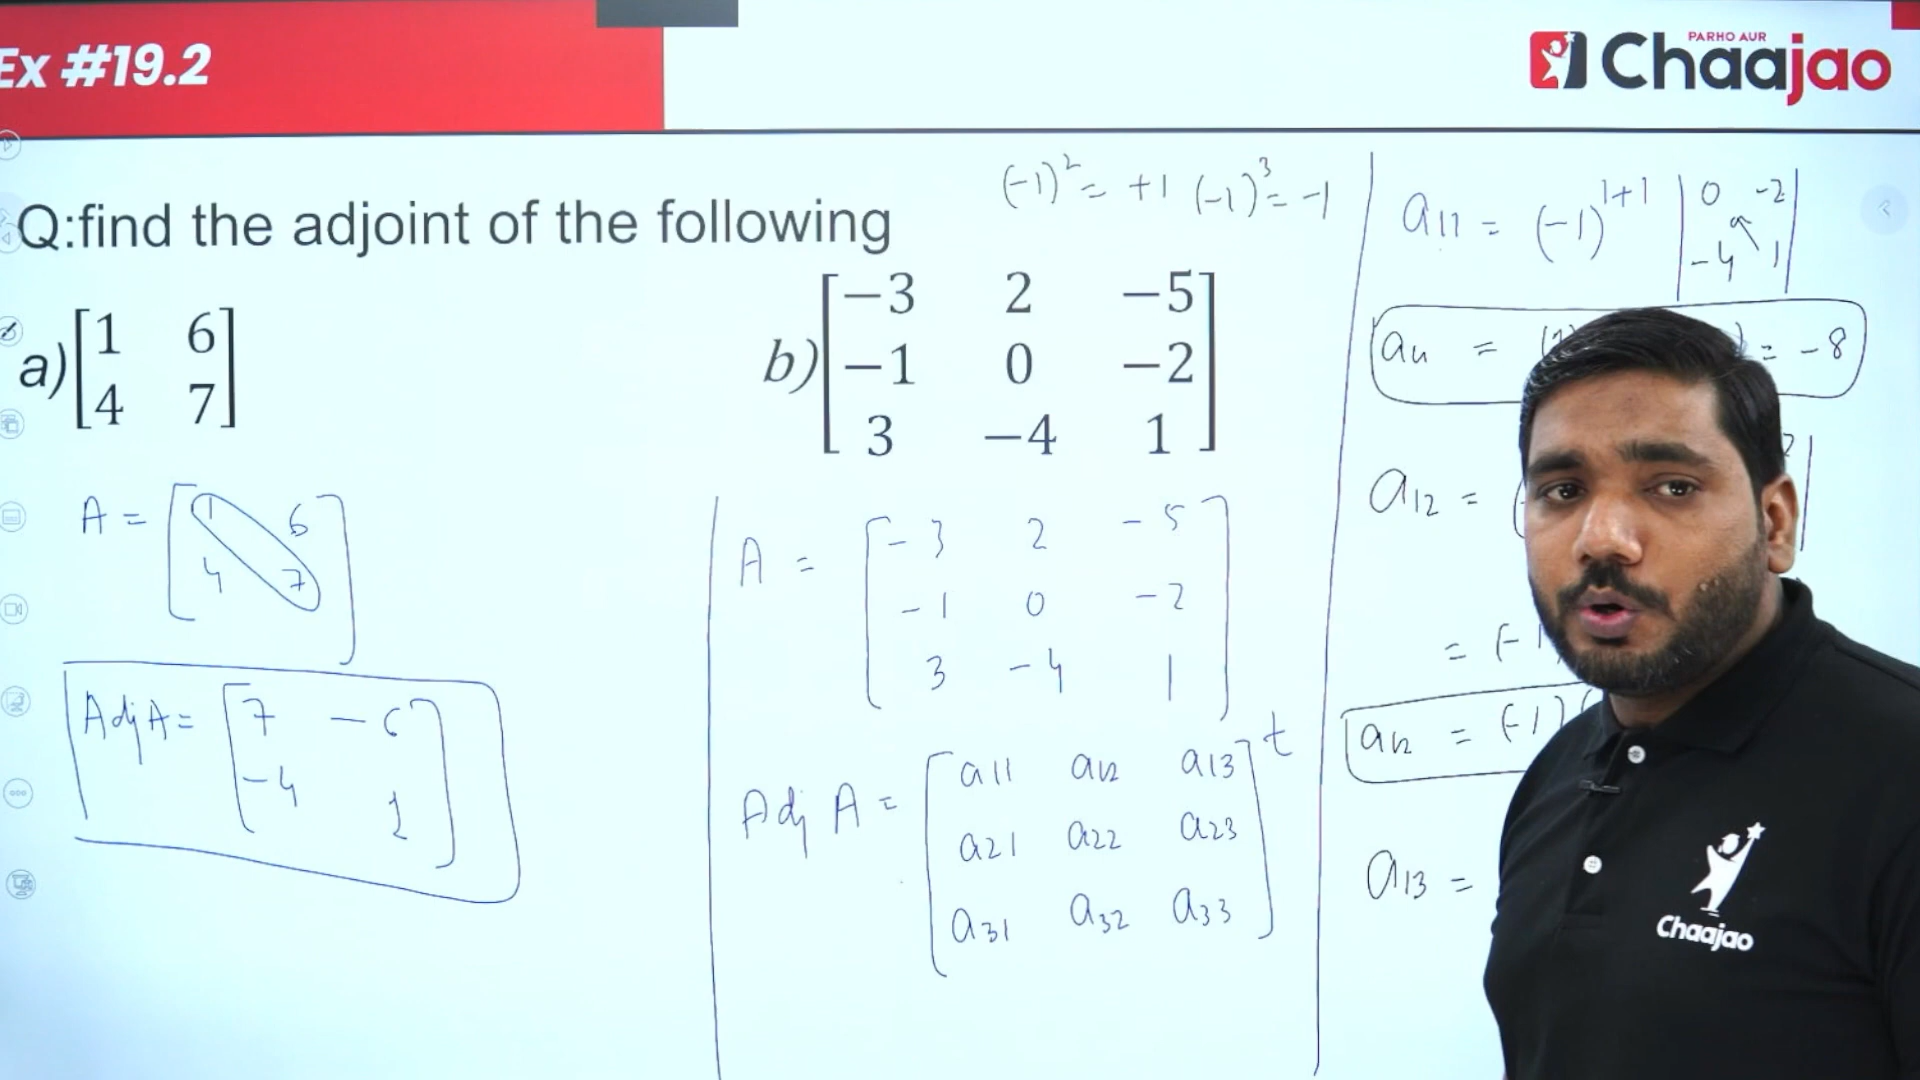 Ex #19.2
PARHO AUR
Chaajao
Q:find the adjoint of the following
(-1)² = +1 (-1)³ = -1
a) [1 6
4 7]
b) [−3 2 −5
−1 0 −2
3 −4 1]
A = [1 6
4 7]
Adj A = [7 -6
-4 1]
A = [-3 2 -5
-1 0 -2
3 -4 1]
Adj A = [a11 a12 a13
a21 a22 a23
a31 a32 a33]t
a11 = (-1)1+1 |0 -2
-4 1|
a11 = = -8
a12 =
= (-1
a12 = (-1)
a13 =
Chaajao